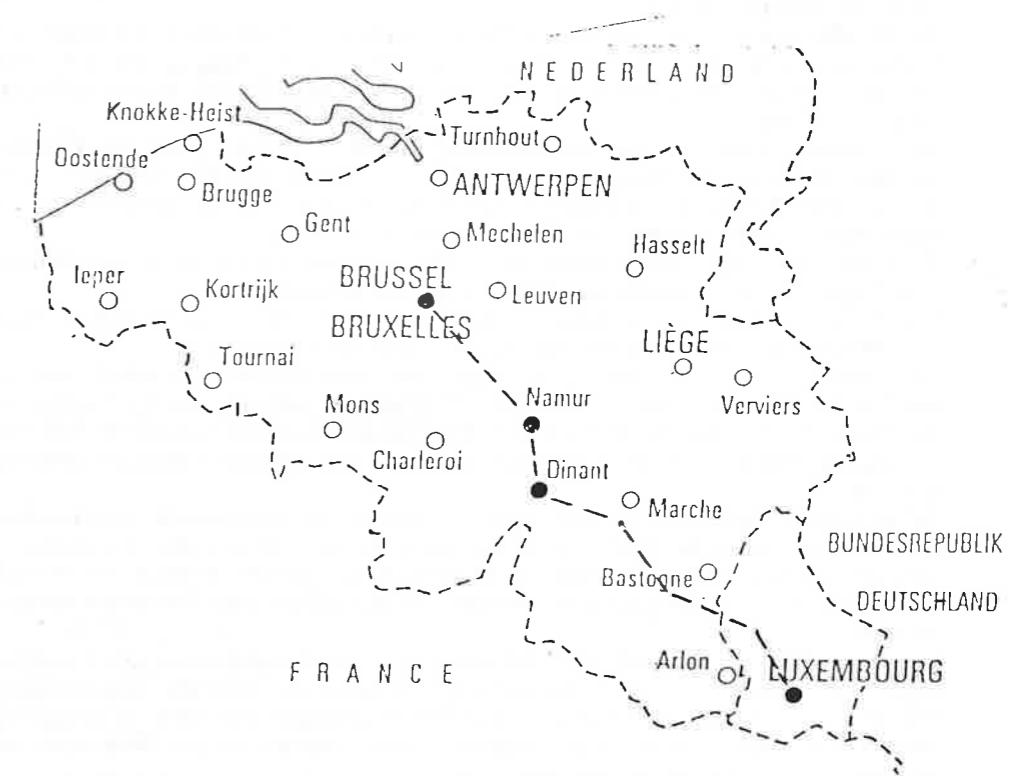 NEDERLAND
Knokke-Heist
Turnhout
Oostende
ANTWERPEN
Brugge
Gent
Mechelen
Hasselt
Ieper
Kortrijk
BRUSSEL
Leuven
BRUXELLES
LIÈGE
Tournai
Namur
Verviers
Mons
Charleroi
Dinant
Marche
BUNDESREPUBLIK
Bastogne
DEUTSCHLAND
FRANCE
Arlon
LUXEMBOURG